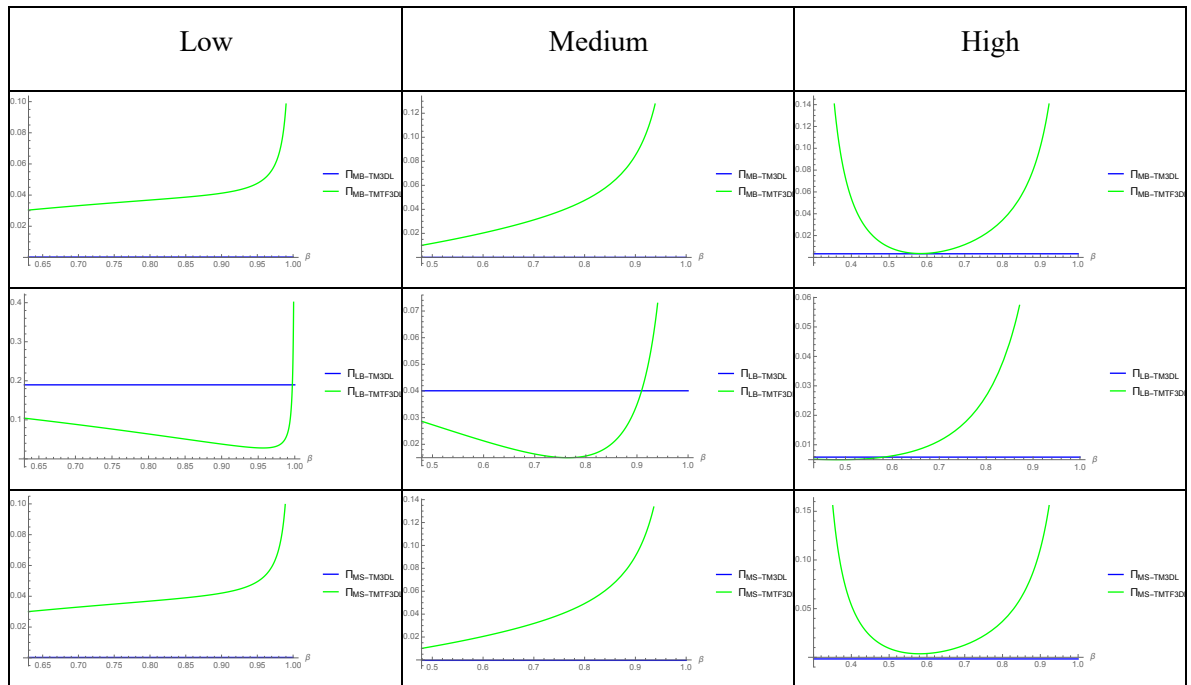 Low
Medium
High
0.10
0.08
0.06
0.04
0.02
0.65 0.70 0.75 0.80 0.85 0.90 0.95 1.00 β
Π_MB-TM3DL
Π_MB-TMTF3DL
0.12
0.10
0.08
0.06
0.04
0.02
0.5 0.6 0.7 0.8 0.9 1.0 β
Π_MB-TM3DL
Π_MB-TMTF3DL
0.14
0.12
0.10
0.08
0.06
0.04
0.02
0.4 0.5 0.6 0.7 0.8 0.9 1.0 β
Π_MB-TM3DL
Π_MB-TMTF3DL
0.4
0.3
0.2
0.1
0.65 0.70 0.75 0.80 0.85 0.90 0.95 1.00 β
Π_LB-TM3DL
Π_LB-TMTF3DL
0.07
0.06
0.05
0.04
0.03
0.02
0.5 0.6 0.7 0.8 0.9 1.0 β
Π_LB-TM3DL
Π_LB-TMTF3DL
0.06
0.05
0.04
0.03
0.02
0.01
0.5 0.6 0.7 0.8 0.9 1.0 β
Π_LB-TM3DL
Π_LB-TMTF3DL
0.10
0.08
0.06
0.04
0.02
0.65 0.70 0.75 0.80 0.85 0.90 0.95 1.00 β
Π_MS-TM3DL
Π_MS-TMTF3DL
0.14
0.12
0.10
0.08
0.06
0.04
0.02
0.5 0.6 0.7 0.8 0.9 1.0 β
Π_MS-TM3DL
Π_MS-TMTF3DL
0.15
0.10
0.05
0.4 0.5 0.6 0.7 0.8 0.9 1.0 β
Π_MS-TM3DL
Π_MS-TMTF3DL